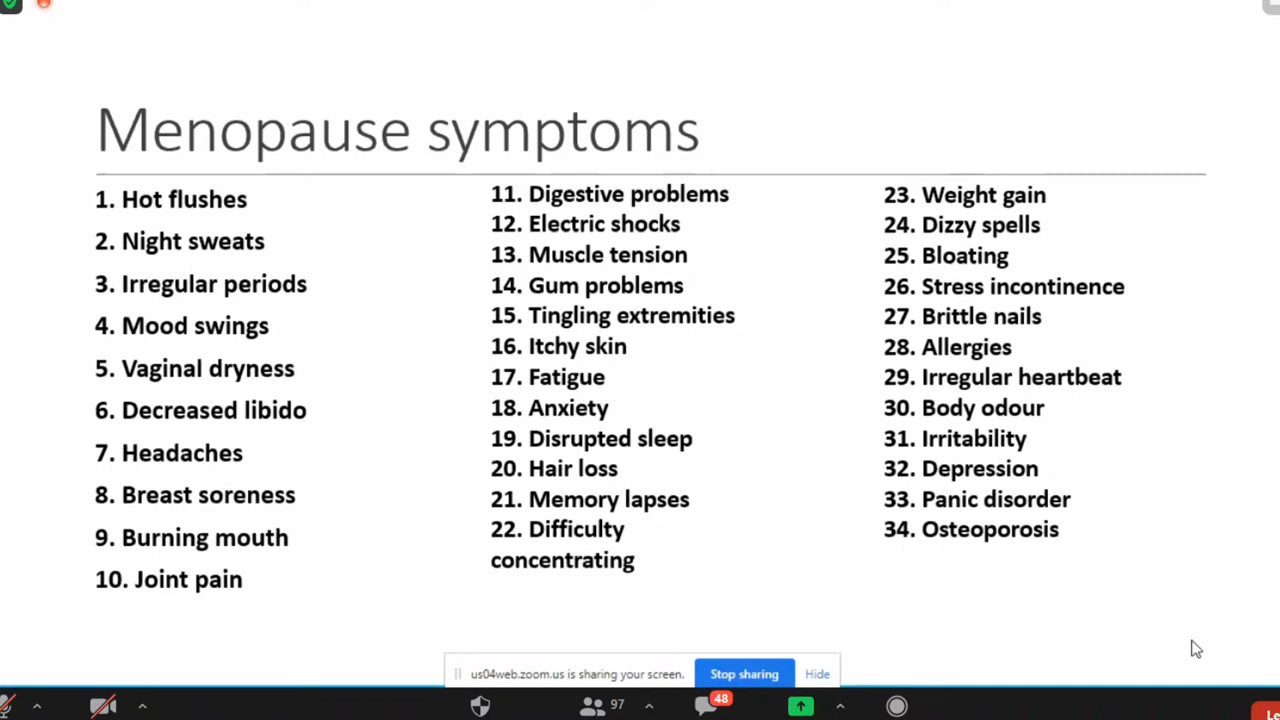 Menopause symptoms
1. Hot flushes
2. Night sweats
3. Irregular periods
4. Mood swings
5. Vaginal dryness
6. Decreased libido
7. Headaches
8. Breast soreness
9. Burning mouth
10. Joint pain
11. Digestive problems
12. Electric shocks
13. Muscle tension
14. Gum problems
15. Tingling extremities
16. Itchy skin
17. Fatigue
18. Anxiety
19. Disrupted sleep
20. Hair loss
21. Memory lapses
22. Difficulty
concentrating
23. Weight gain
24. Dizzy spells
25. Bloating
26. Stress incontinence
27. Brittle nails
28. Allergies
29. Irregular heartbeat
30. Body odour
31. Irritability
32. Depression
33. Panic disorder
34. Osteoporosis
us04web.zoom.us is sharing your screen. Stop sharing Hide
97 48